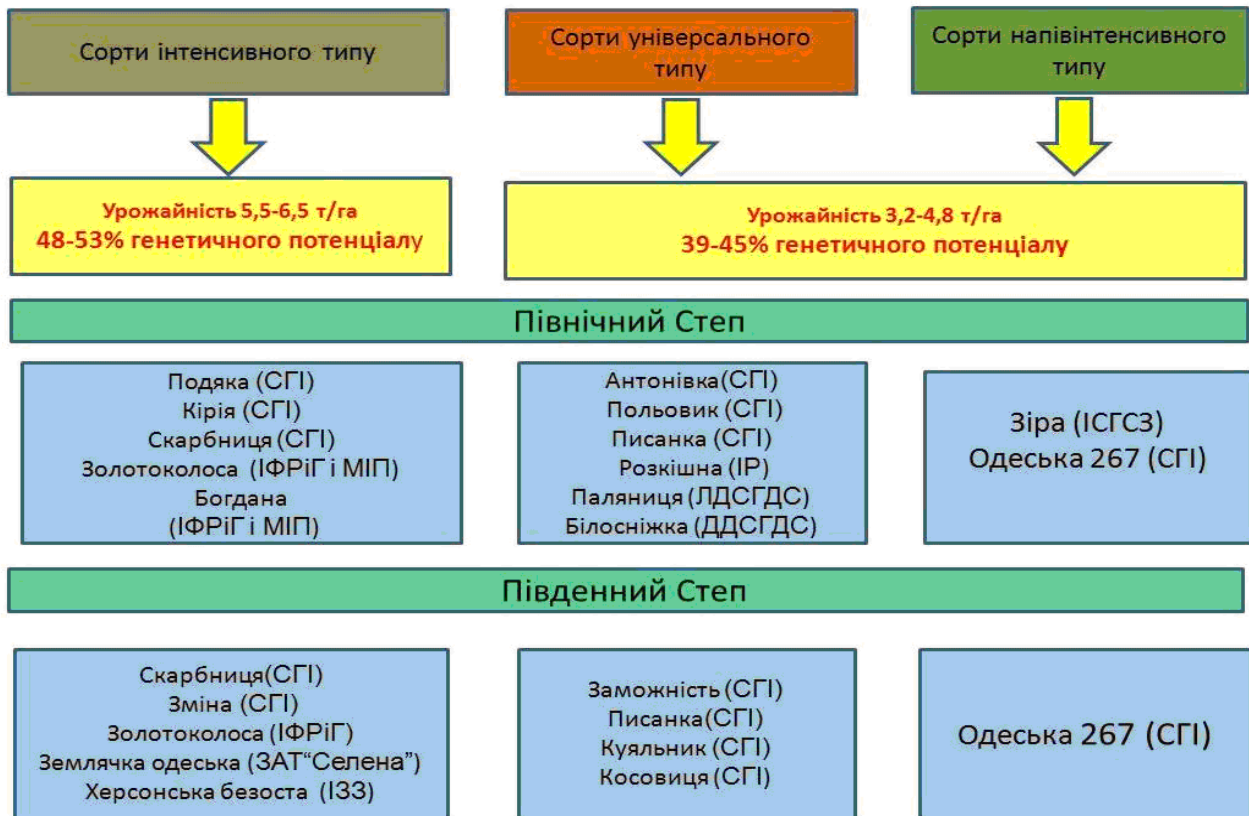 Сорти інтенсивного типу
Сорти універсального
типу
Сорти напівінтенсивного
типу
Урожайність 5,5-6,5 т/га
48-53% генетичного потенціалу
Урожайність 3,2-4,8 т/га
39-45% генетичного потенціалу
Північний Степ
Подяка (СГІ)
Кірія (СГІ)
Скарбниця (СГІ)
Золотоколоса (ІФРіГ і МІП)
Богдана
(ІФРіГ і МІП)
Антонівка(СГІ)
Польовик (СГІ)
Писанка (СГІ)
Розкішна (ІР)
Паляниця (ЛДСГДС)
Білосніжка (ДДСГДС)
Зіра (ІСГСЗ)
Одеська 267 (СГІ)
Південний Степ
Скарбниця(СГІ)
Зміна (СГІ)
Золотоколоса (ІФРіГ)
Землячка одеська (ЗАТ“Селена”)
Херсонська безоста (ІЗЗ)
Заможність (СГІ)
Писанка(СГІ)
Куяльник (СГІ)
Косовиця (СГІ)
Одеська 267 (СГІ)